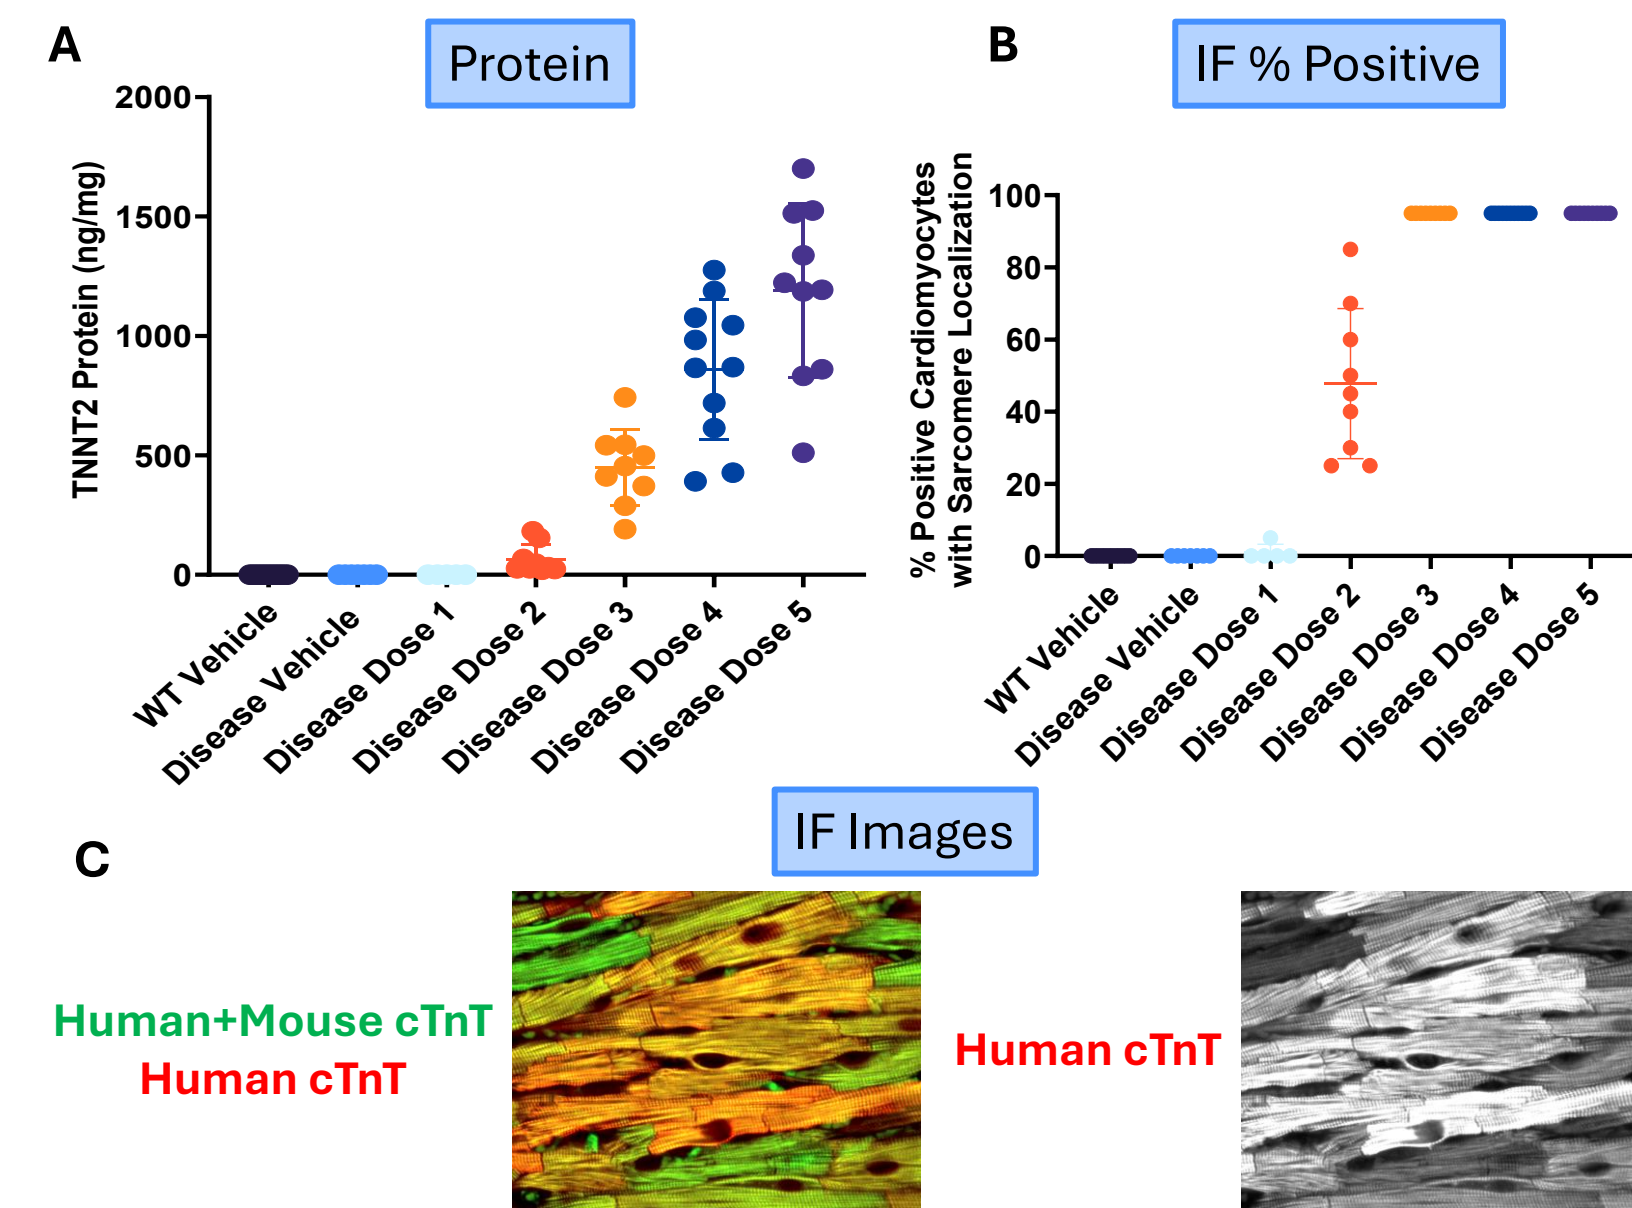 A
Protein
TNNT2 Protein (ng/mg)
2000
1500
1000
500
0
WT Vehicle
Disease Vehicle
Disease Dose 1
Disease Dose 2
Disease Dose 3
Disease Dose 4
Disease Dose 5
B
IF % Positive
% Positive Cardiomyocytes
with Sarcomere Localization
100
80
60
40
20
0
WT Vehicle
Disease Vehicle
Disease Dose 1
Disease Dose 2
Disease Dose 3
Disease Dose 4
Disease Dose 5
IF Images
C
Human+Mouse cTnT
Human cTnT
Human cTnT